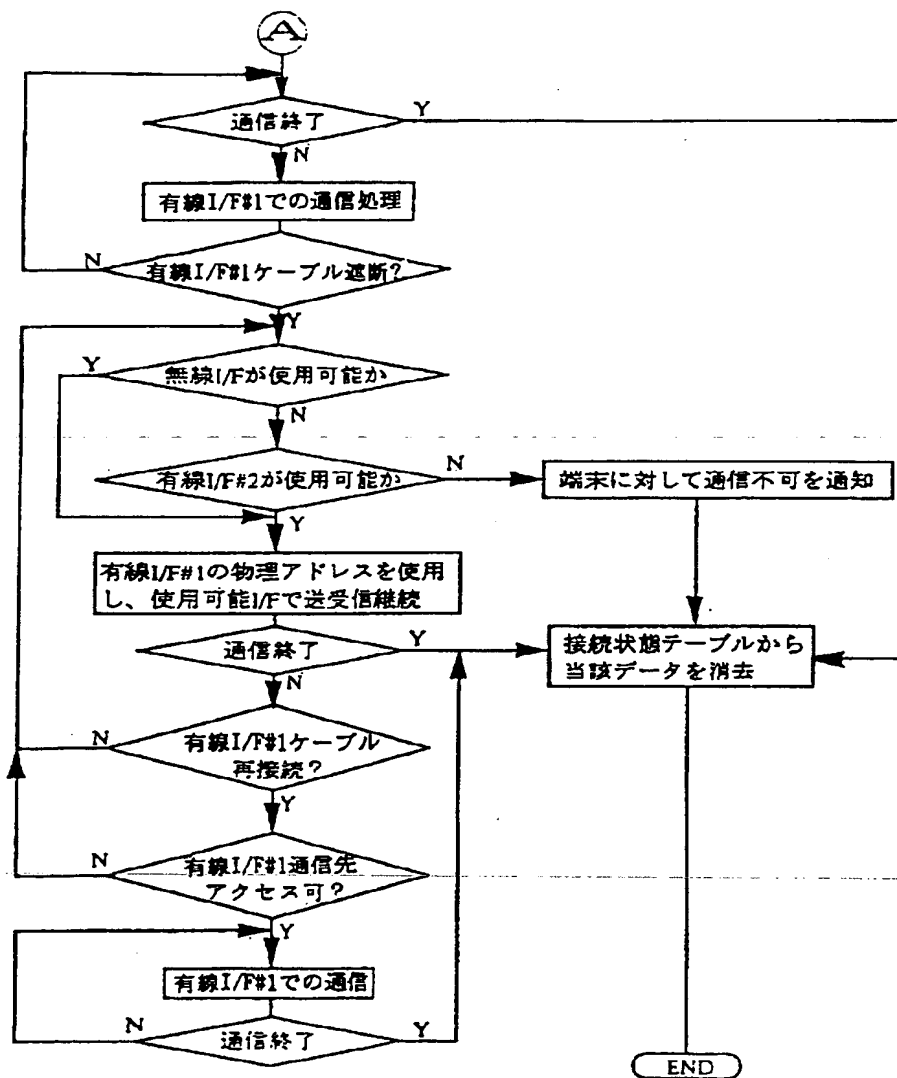 A
通信終了
Y
N
有線I/F#1での通信処理
N
有線I/F#1ケーブル遮断?
Y
Y
無線I/Fが使用可能か
N
有線I/F#2が使用可能か
N
端末に対して通信不可を通知
Y
有線I/F#1の物理アドレスを使用
し、使用可能I/Fで送受信継続
通信終了
Y
接続状態テーブルから
当該データを消去
N
N
有線I/F#1ケーブル
再接続?
Y
N
有線I/F#1通信先
アクセス可?
Y
有線I/F#1での通信
N
通信終了
Y
END